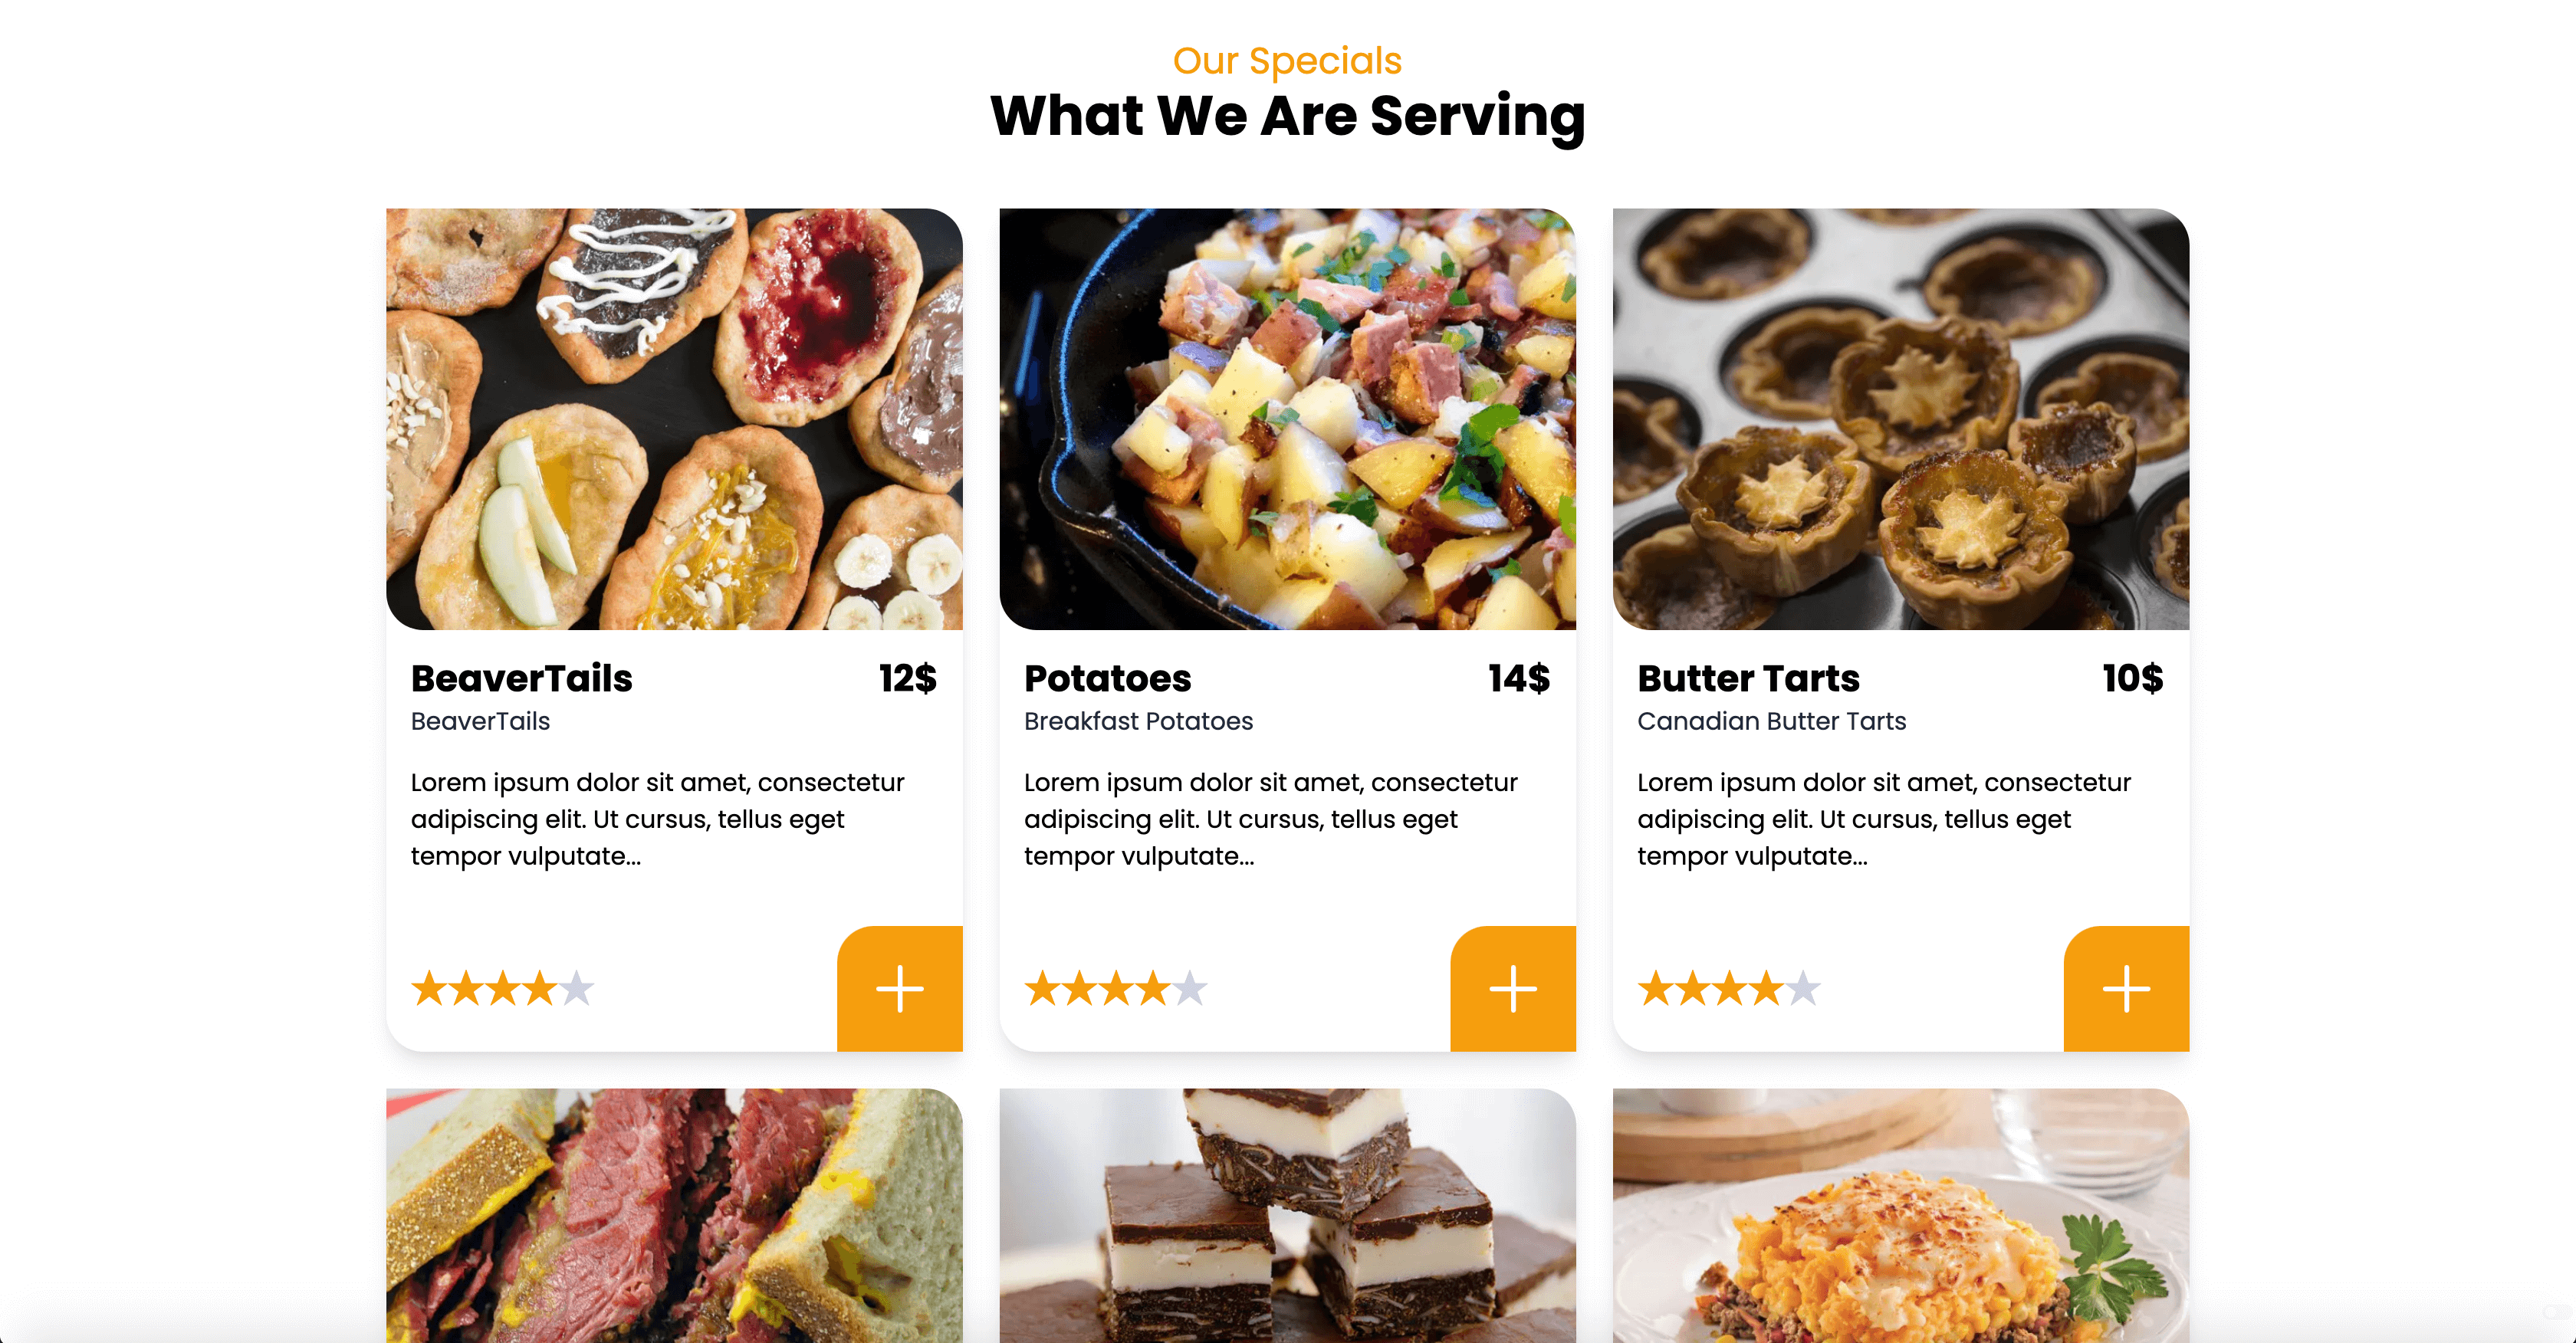 Our Specials
What We Are Serving
BeaverTails 12$
BeaverTails
Lorem ipsum dolor sit amet, consectetur
adipiscing elit. Ut cursus, tellus eget
tempor vulputate...
Potatoes 14$
Breakfast Potatoes
Lorem ipsum dolor sit amet, consectetur
adipiscing elit. Ut cursus, tellus eget
tempor vulputate...
Butter Tarts 10$
Canadian Butter Tarts
Lorem ipsum dolor sit amet, consectetur
adipiscing elit. Ut cursus, tellus eget
tempor vulputate...